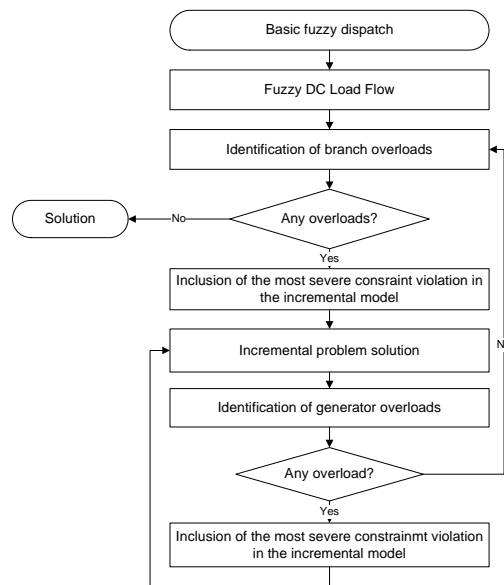 Basic fuzzy dispatch
Fuzzy DC Load Flow
Identification of branch overloads
Any overloads?
No
Solution
Yes
Inclusion of the most severe consraint violation in
the incremental model
Incremental problem solution
N
Identification of generator overloads
Any overload?
Yes
Inclusion of the most severe constrainmt violation
in the incremental model